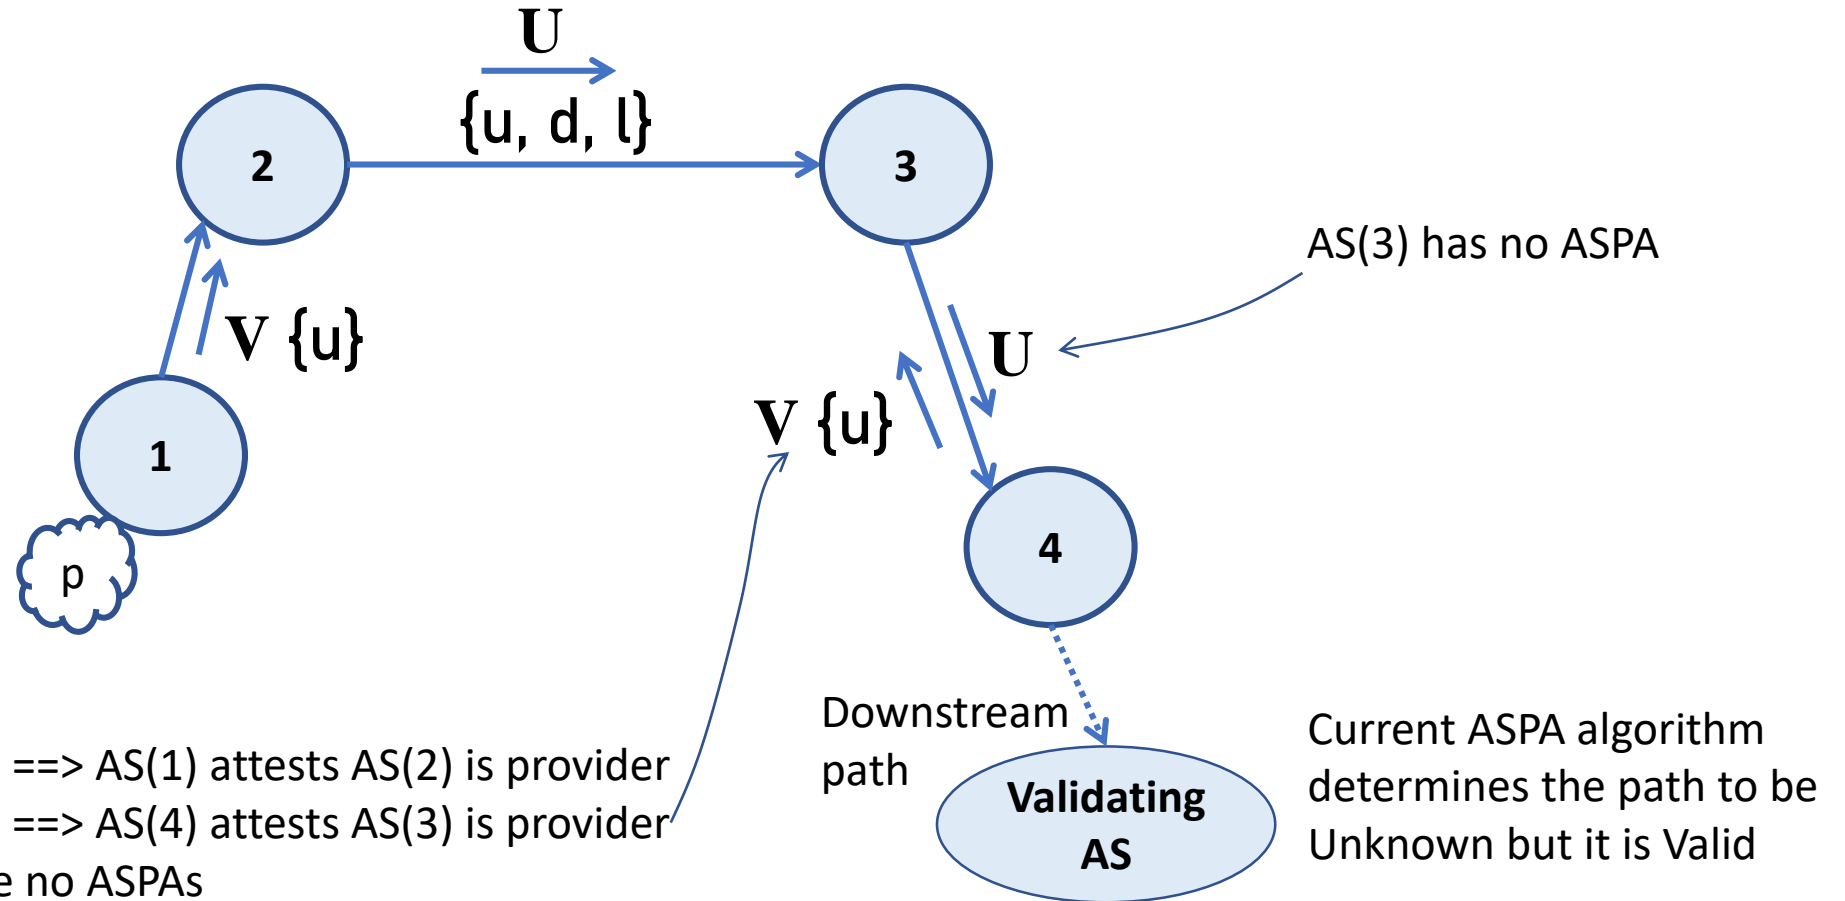 U
{u, d, l}
2
3
AS(3) has no ASPA
V {u}
U
V {u}
1
4
p
Downstream
path
==> AS(1) attests AS(2) is provider
==> AS(4) attests AS(3) is provider
e no ASPAs
Validating
AS
Current ASPA algorithm
determines the path to be
Unknown but it is Valid